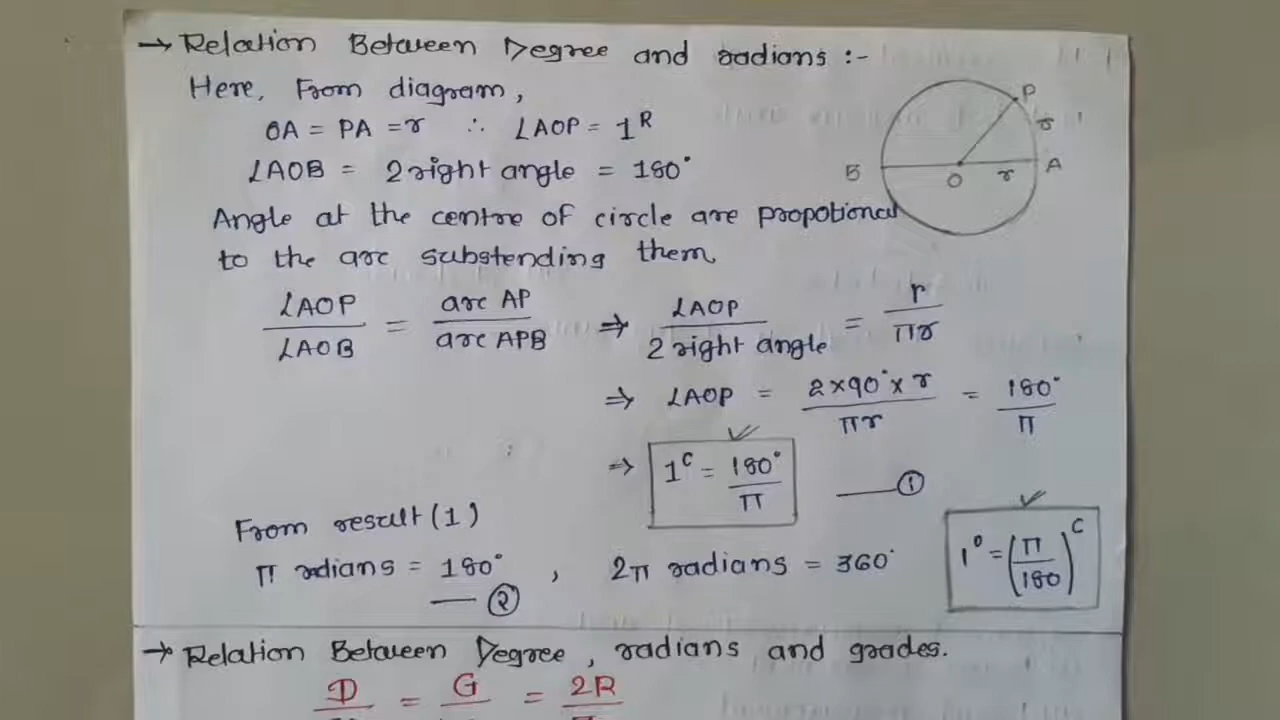 → Relation Between Degree and radians :-
Here, From diagram,
OA = PA = r ∴ ∠AOP = 1^R
∠AOB = 2 right angle = 180°
Angle at the centre of circle are propotional
to the arc substending them,
∠AOP / ∠AOB = arc AP / arc APB ⇒ ∠AOP / 2 right angle = r / πr
⇒ ∠AOP = 2×90°×r / πr = 180° / π
⇒ 1^C = 180° / π —— ①
From result (1)
π rdians = 180° , 2π radians = 360°
—— ②
1° = (π / 180)^C
P
r
B
O
r
A
→ Relation Between Degree, radians and grades.
D = G = 2R